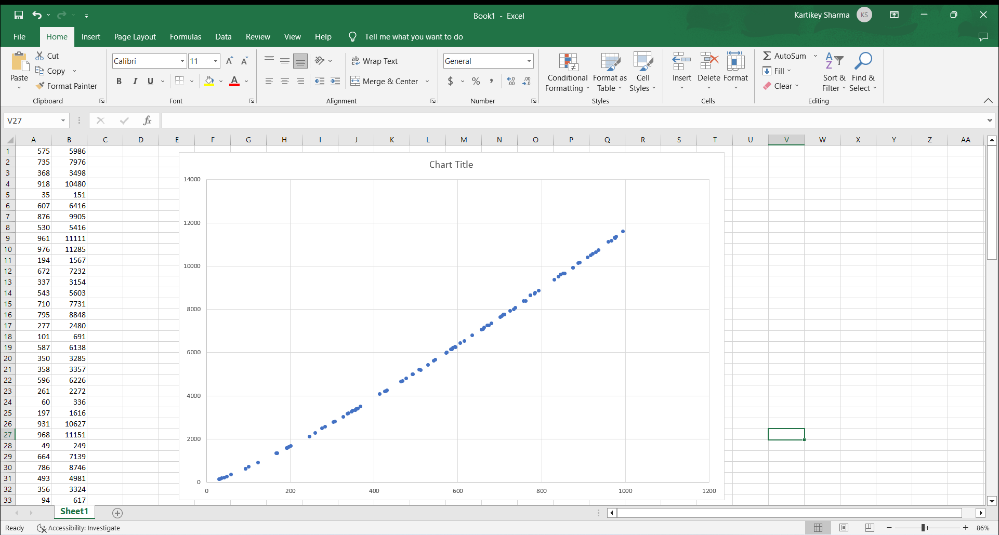 Book1 - Excel
Kartikey Sharma KS
File Home Insert Page Layout Formulas Data Review View Help Tell me what you want to do
Paste
Cut
Copy
Format Painter
Clipboard
Calibri 11
B I U
Font
Wrap Text
Merge & Center
Alignment
General
$ % ,
Number
Conditional Formatting
Format as Table
Cell Styles
Styles
Insert Delete Format
Cells
AutoSum
Fill
Clear
Sort & Filter
Find & Select
Editing
V27 fx
A B C D E F G H I J K L M N O P Q R S T U V W X Y Z AA
1 575 5986
2 735 7976
3 368 3498
4 918 10480
5 35 151
6 607 6416
7 876 9905
8 530 5416
9 961 11111
10 976 11285
11 194 1567
12 672 7232
13 337 3154
14 543 5603
15 710 7731
16 795 8848
17 277 2480
18 101 691
19 587 6138
20 350 3285
21 358 3357
22 596 6226
23 261 2272
24 60 336
25 197 1616
26 931 10627
27 968 11151
28 49 249
29 664 7139
30 786 8746
31 493 4981
32 356 3324
33 94 617
Chart Title
14000
12000
10000
8000
6000
4000
2000
0
0 200 400 600 800 1000 1200
Sheet1
Ready Accessibility: Investigate 86%